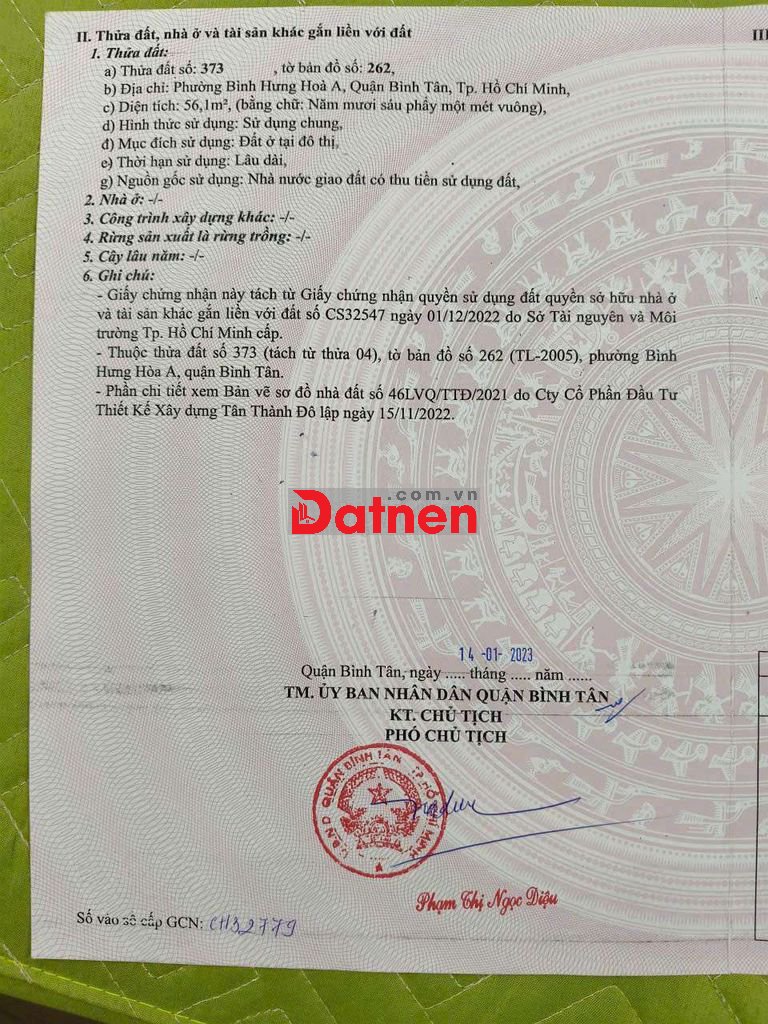 II. Thửa đất, nhà ở và tài sản khác gắn liền với đất
III
1. Thửa đất:
a) Thửa đất số: 373 , tờ bản đồ số: 262,
b) Địa chỉ: Phường Bình Hưng Hoà A, Quận Bình Tân, Tp. Hồ Chí Minh,
c) Diện tích: 56,1m², (bằng chữ: Năm mươi sáu phẩy một mét vuông),
d) Hình thức sử dụng: Sử dụng chung,
đ) Mục đích sử dụng: Đất ở tại đô thị,
e) Thời hạn sử dụng: Lâu dài,
g) Nguồn gốc sử dụng: Nhà nước giao đất có thu tiền sử dụng đất,
2. Nhà ở: -/-
3. Công trình xây dựng khác: -/-
4. Rừng sản xuất là rừng trồng: -/-
5. Cây lâu năm: -/-
6. Ghi chú:
- Giấy chứng nhận này tách từ Giấy chứng nhận quyền sử dụng đất quyền sở hữu nhà ở
và tài sản khác gắn liền với đất số CS32547 ngày 01/12/2022 do Sở Tài nguyên và Môi
trường Tp. Hồ Chí Minh cấp.
- Thuộc thửa đất số 373 (tách từ thửa 04), tờ bản đồ số 262 (TL-2005), phường Bình
Hưng Hòa A, quận Bình Tân.
- Phần chi tiết xem Bản vẽ sơ đồ nhà đất số 46LVQ/TTĐ/2021 do Cty Cổ Phần Đầu Tư
Thiết Kế Xây dựng Tân Thành Đô lập ngày 15/11/2022.
.com.vn
Datnen
14 -01- 2023
Quận Bình Tân, ngày ..... tháng ..... năm ......
TM. ỦY BAN NHÂN DÂN QUẬN BÌNH TÂN
KT. CHỦ TỊCH
PHÓ CHỦ TỊCH
U.B.N.D QUẬN BÌNH TÂN TP HỒ CHÍ MINH
Phạm Thị Ngọc Diệu
Số vào sổ cấp GCN: CH32779